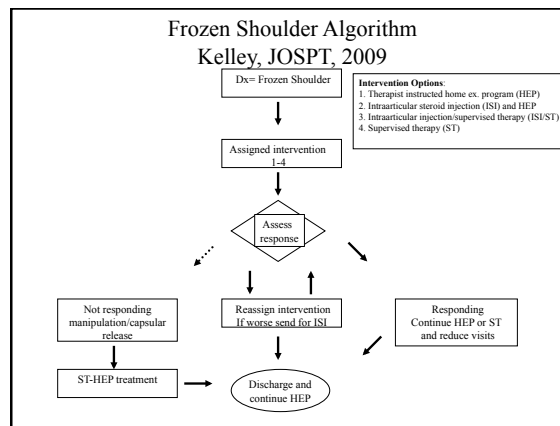 Frozen Shoulder Algorithm
Kelley, JOSPT, 2009
Dx= Frozen Shoulder
Intervention Options:
1. Therapist instructed home ex. program (HEP)
2. Intraarticular steroid injection (ISI) and HEP
3. Intraarticular injection/supervised therapy (ISI/ST)
4. Supervised therapy (ST)
Assigned intervention
1-4
Assess
response
Not responding
manipulation/capsular
release
Reassign intervention
If worse send for ISI
Responding
Continue HEP or ST
and reduce visits
ST-HEP treatment
Discharge and
continue HEP